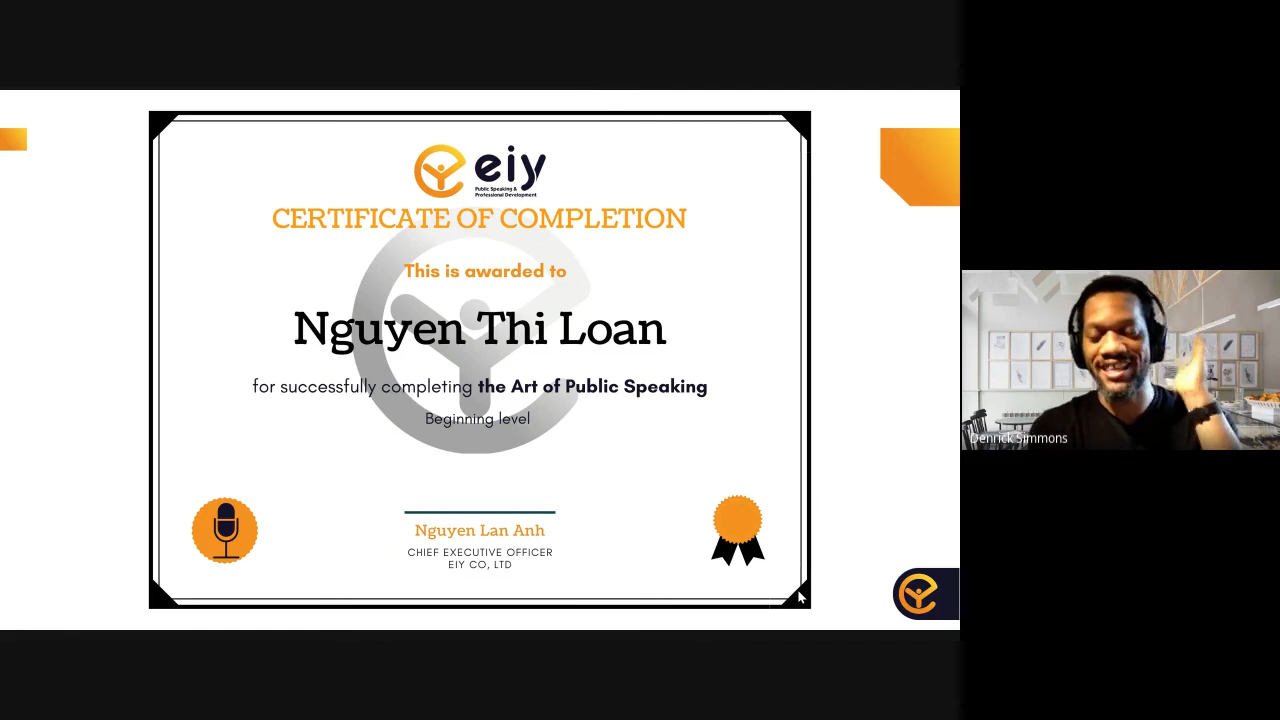 eiy
Public Speaking &
Professional Development
CERTIFICATE OF COMPLETION
This is awarded to
Nguyen Thi Loan
for successfully completing the Art of Public Speaking
Beginning level
Nguyen Lan Anh
CHIEF EXECUTIVE OFFICER
EIY CO, LTD
Denrick Simmons